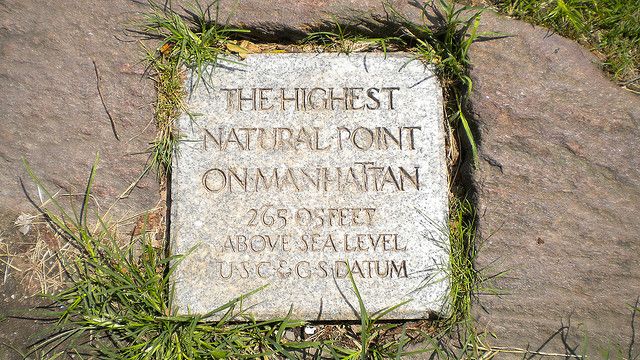 THE·HIGHEST
NATURAL·POINT
ON·MANHATTAN
265·05 FEET
ABOVE SEA LEVEL
U·S·C·&·G·S·DATUM